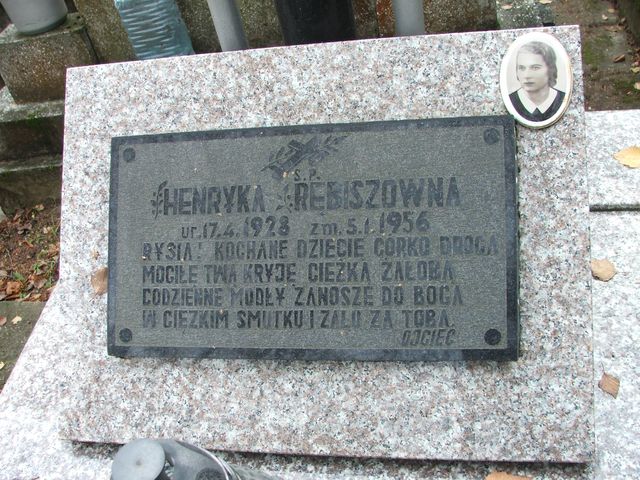 Ś.P.
HENRYKA RĘBISZÓWNA
ur. 17.4.1928 zm. 5.1.1956
RYSIA! KOCHANE DZIECIĘ CÓRKO DROGA
MOGIŁĘ TWĄ KRYJE CIĘŻKA ŻAŁOBA
CODZIENNE MODŁY ZANOSZĘ DO BOGA
W CIĘŻKIM SMUTKU I ŻALU ZA TOBĄ
OJCIEC